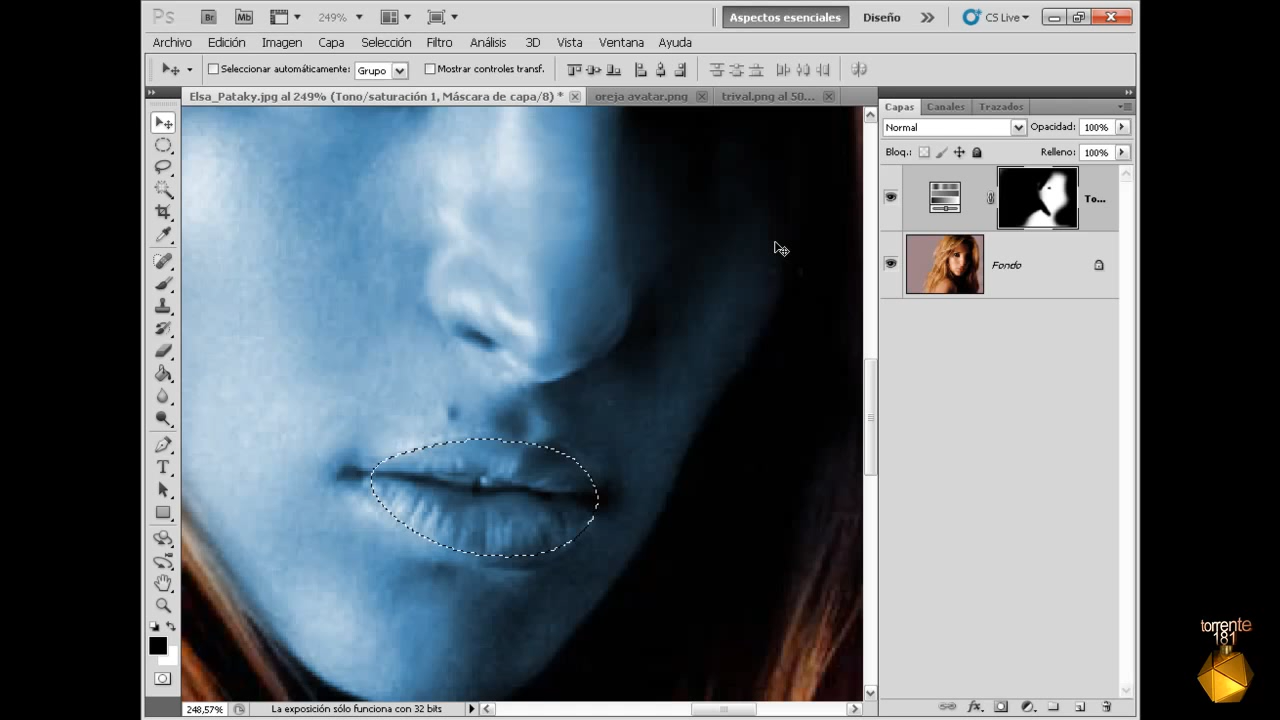 Ps Br Mb 249% Aspectos esenciales Diseño CS Live
Archivo Edición Imagen Capa Selección Filtro Análisis 3D Vista Ventana Ayuda
Seleccionar automáticamente: Grupo Mostrar controles transf.
Elsa_Pataky.jpg al 249% (Tono/saturación 1, Máscara de capa/8) * oreja avatar.png trival.png al 50...
Capas Canales Trazados
Normal Opacidad: 100%
Bloq.: Relleno: 100%
To...
Fondo
T
torrente
181
248,57% La exposición sólo funciona con 32 bits
fx